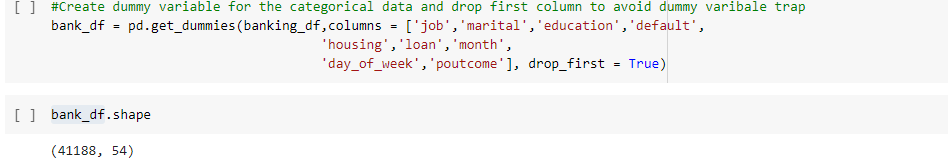 [ ] #Create dummy variable for the categorical data and drop first column to avoid dummy varibale trap
bank_df = pd.get_dummies(banking_df,columns = ['job','marital','education','default',
'housing','loan','month',
'day_of_week','poutcome'], drop_first = True)
[ ] bank_df.shape
(41188, 54)